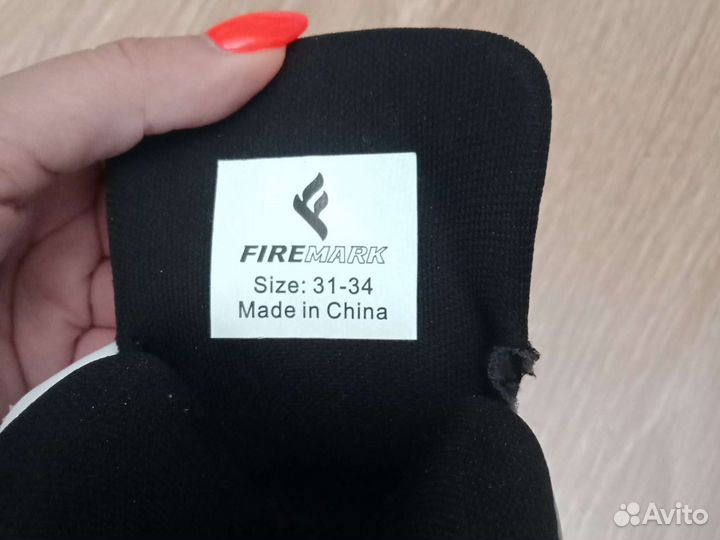 FIREMARK
Size: 31-34
Made in China
Avito